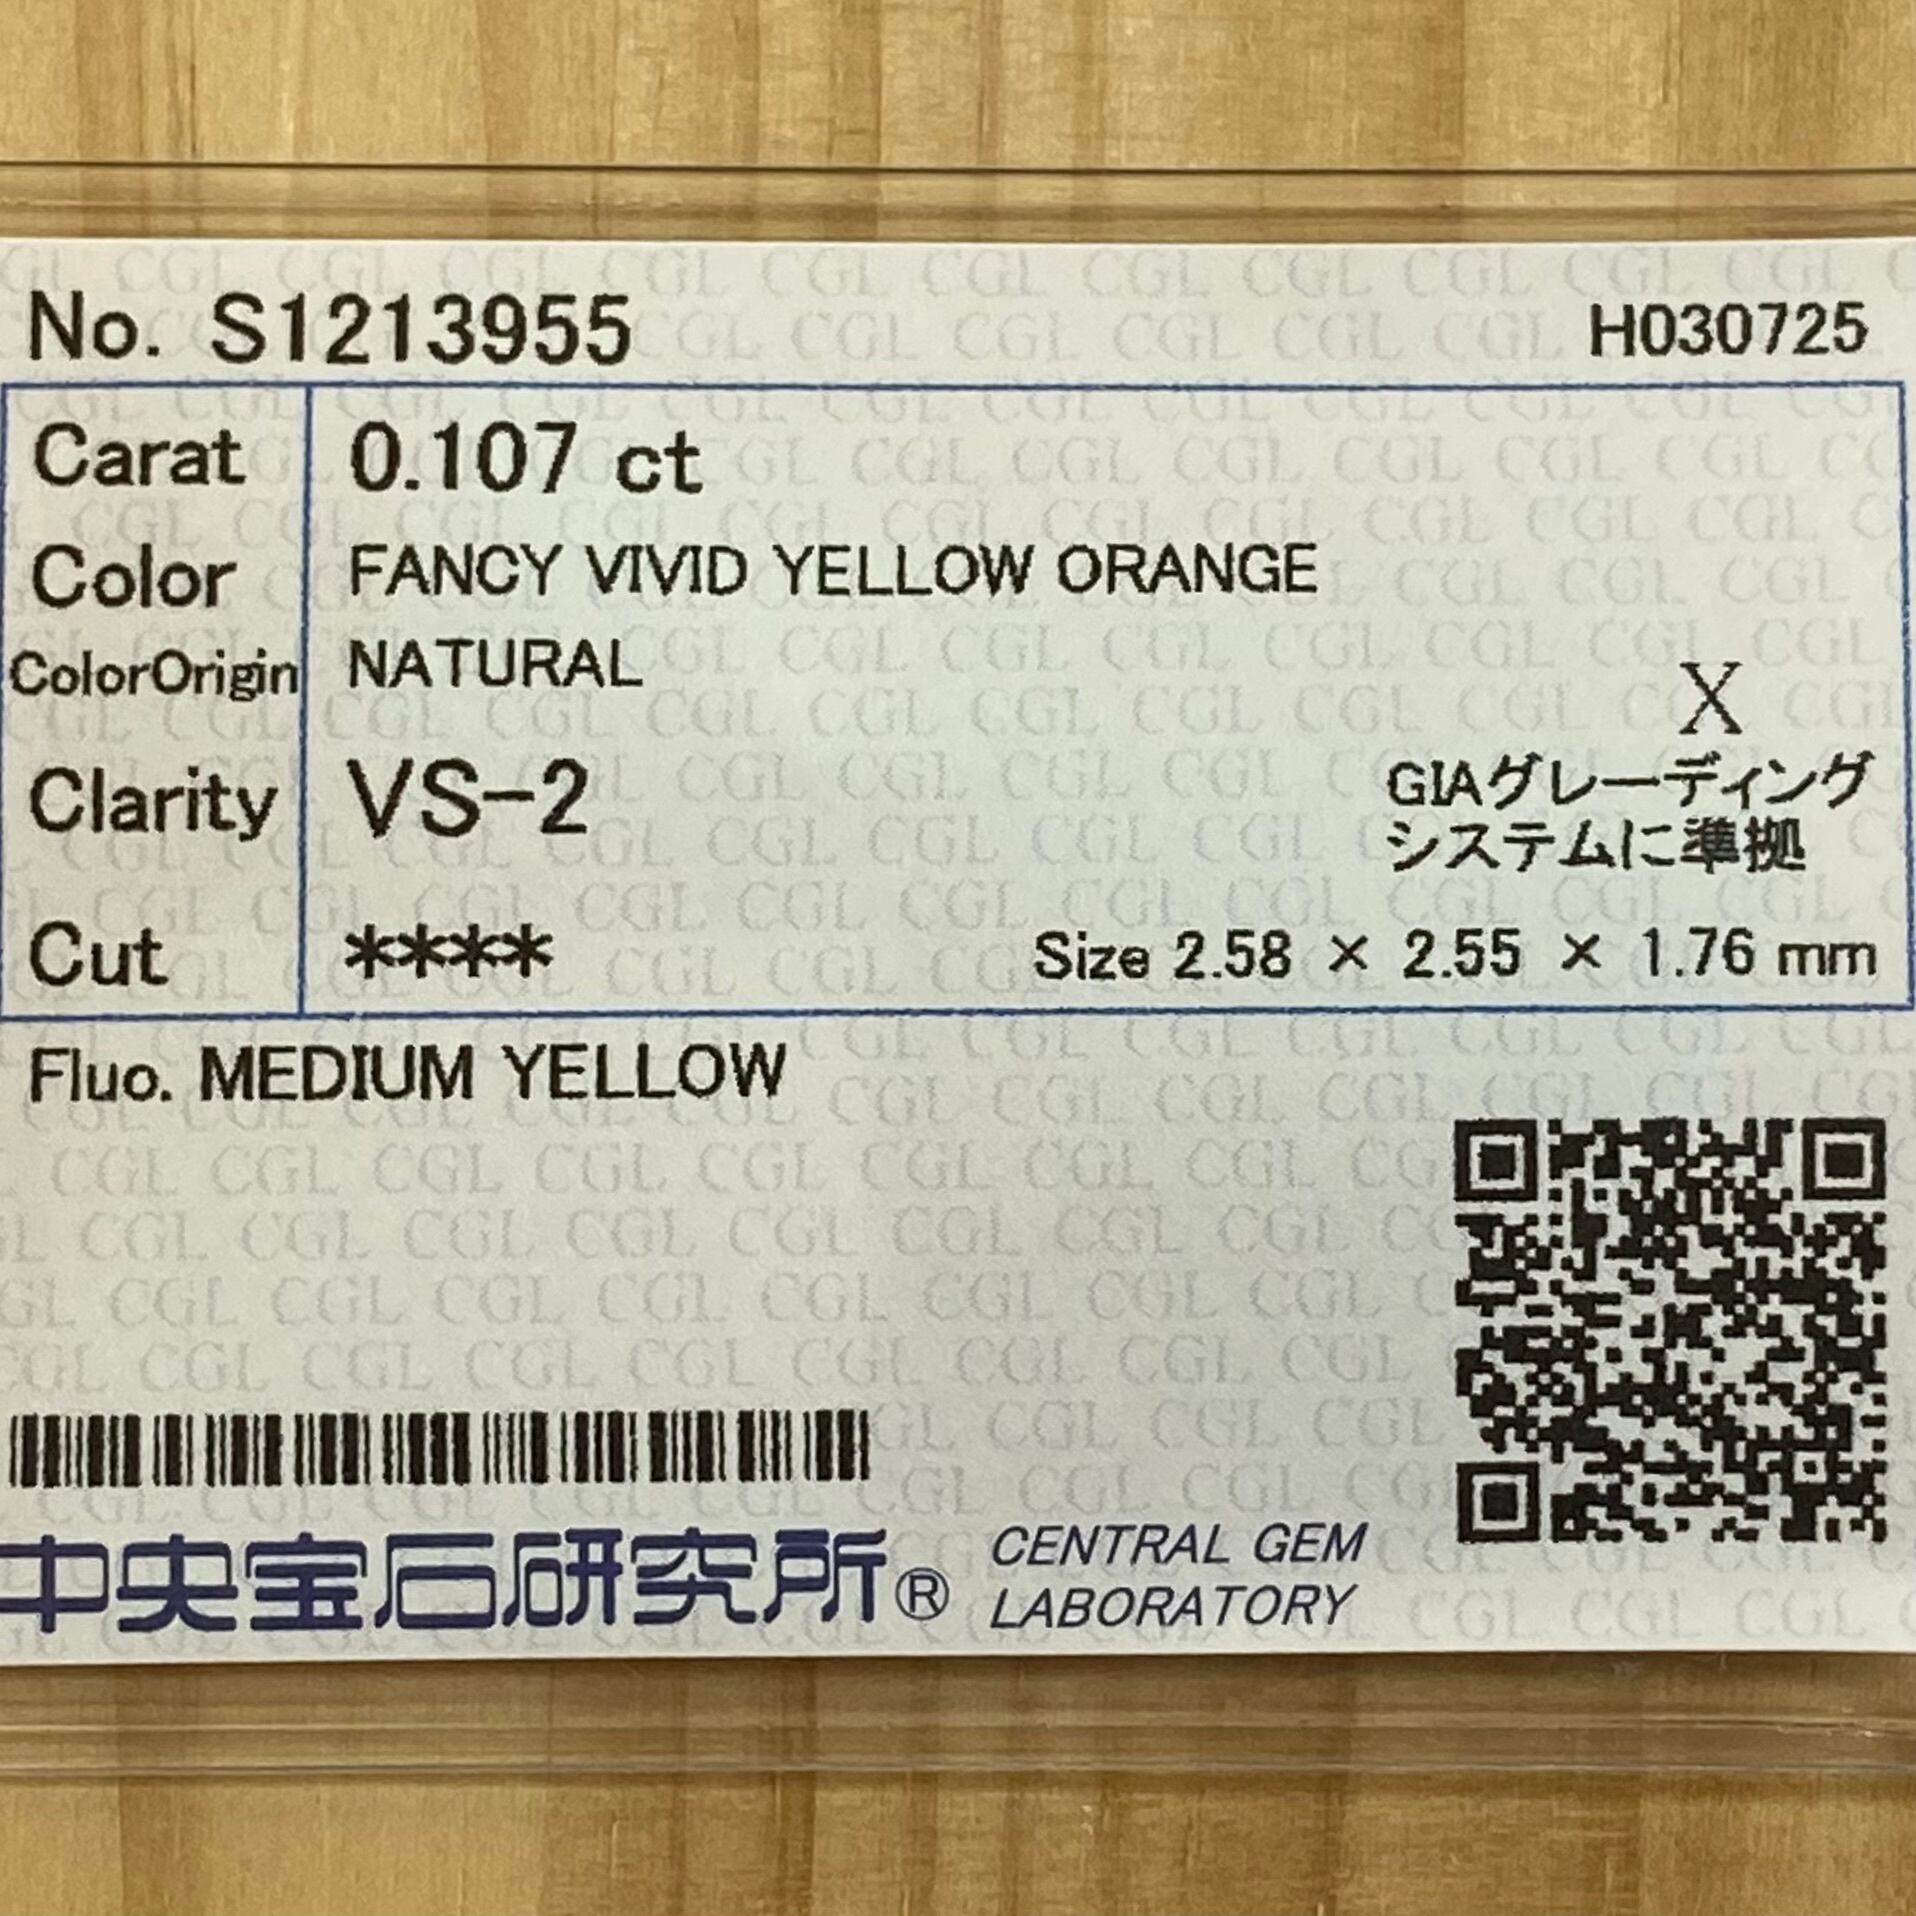 No. S1213955 H030725
Carat 0.107 ct
Color FANCY VIVID YELLOW ORANGE
ColorOrigin NATURAL
X
Clarity VS-2 GIAグレーディング
システムに準拠
Cut **** Size 2.58 × 2.55 × 1.76 mm
Fluo. MEDIUM YELLOW
中央宝石研究所® CENTRAL GEM
LABORATORY